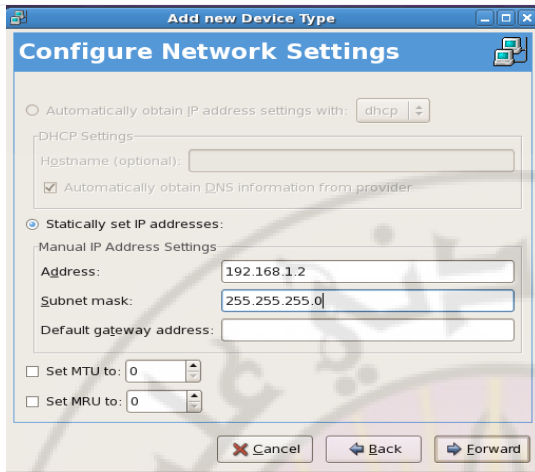 Add new Device Type
Configure Network Settings
Automatically obtain IP address settings with: dhcp
DHCP Settings
Hostname (optional):
Automatically obtain DNS information from provider
Statically set IP addresses:
Manual IP Address Settings
Address: 192.168.1.2
Subnet mask: 255.255.255.0
Default gateway address:
Set MTU to: 0
Set MRU to: 0
Cancel Back Forward